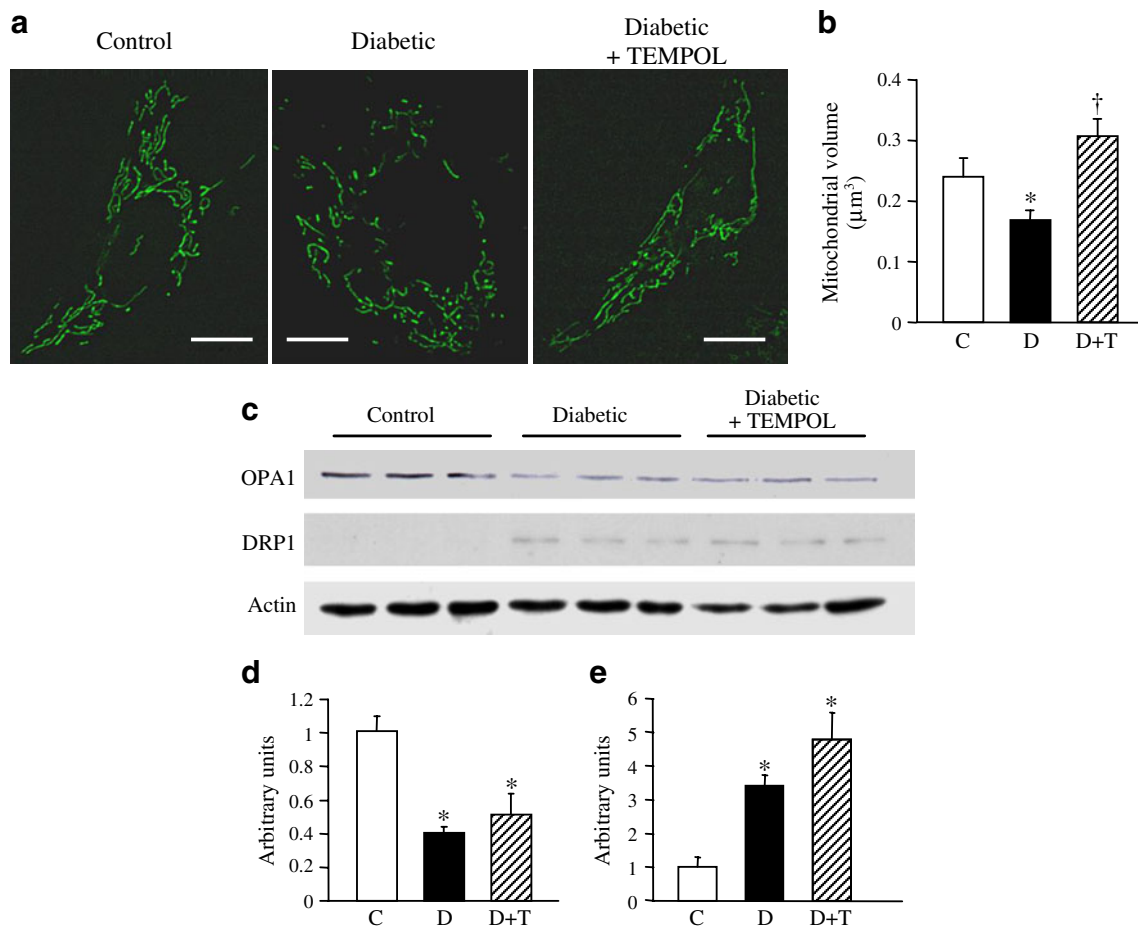 a
Control
Diabetic
Diabetic
+ TEMPOL
b
Mitochondrial volume
(μm³)
0.4
0.3
0.2
0.1
0
*
†
C D D+T
c
Control
Diabetic
Diabetic
+ TEMPOL
OPA1
DRP1
Actin
d
Arbitrary units
1.2
1
0.8
0.6
0.4
0.2
0
*
*
C D D+T
e
Arbitrary units
6
5
4
3
2
1
0
*
*
C D D+T